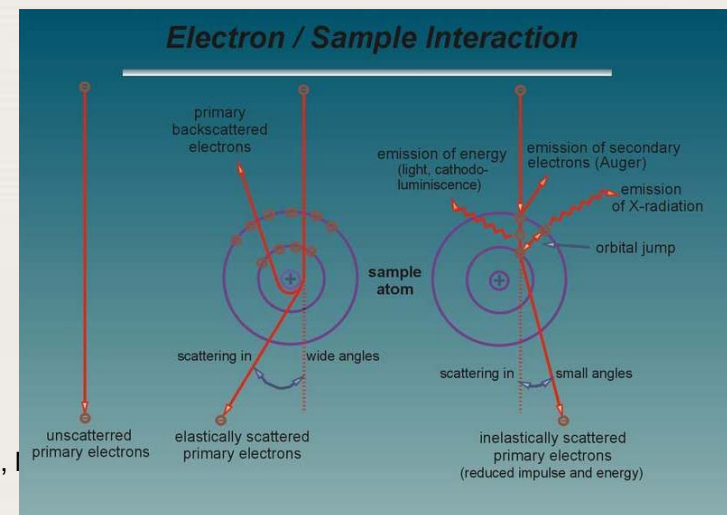 Electron / Sample Interaction
primary
backscattered
electrons
emission of energy
(light, cathodo-
luminiscence)
emission of secondary
electrons (Auger)
emission
of X-radiation
orbital jump
sample
atom
scattering in
wide angles
scattering in
small angles
unscatterred
primary electrons
elastically scattered
primary electrons
inelastically scattered
primary electrons
(reduced impulse and energy)